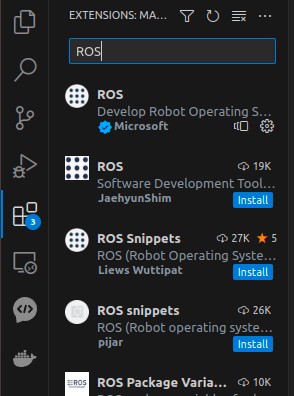 EXTENSIONS: MA...
ROS
ROS
Develop Robot Operating S...
Microsoft
ROS 19K
Software Development Tool...
JaehyunShim Install
ROS Snippets 27K 5
ROS (Robot Operating Syste...
Liews Wuttipat Install
3
ROS snippets 26K
ROS (Robot operating syste...
pijar Install
ROS ROS Package Varia... 10K